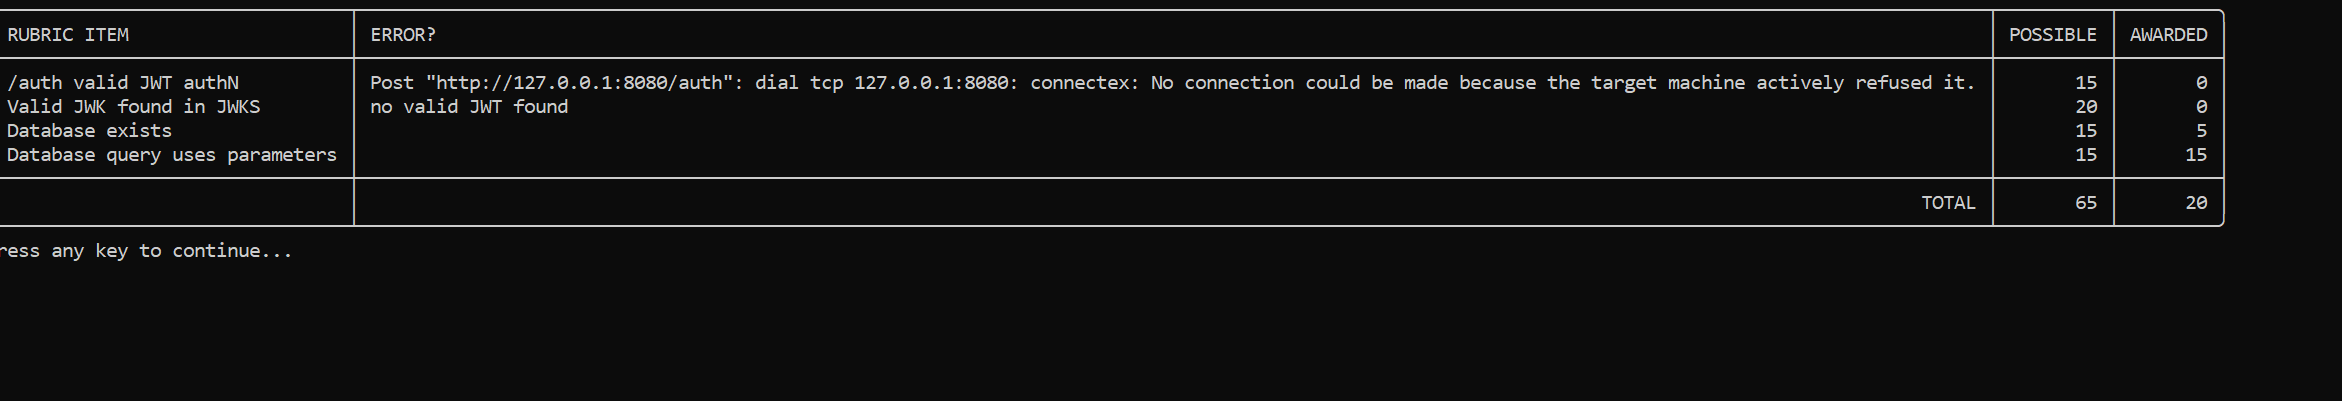 RUBRIC ITEM ERROR? POSSIBLE AWARDED
/auth valid JWT authN Post "http://127.0.0.1:8080/auth": dial tcp 127.0.0.1:8080: connectex: No connection could be made because the target machine actively refused it. 15 0
Valid JWK found in JWKS no valid JWT found 20 0
Database exists 15 5
Database query uses parameters 15 15
TOTAL 65 20
ress any key to continue...